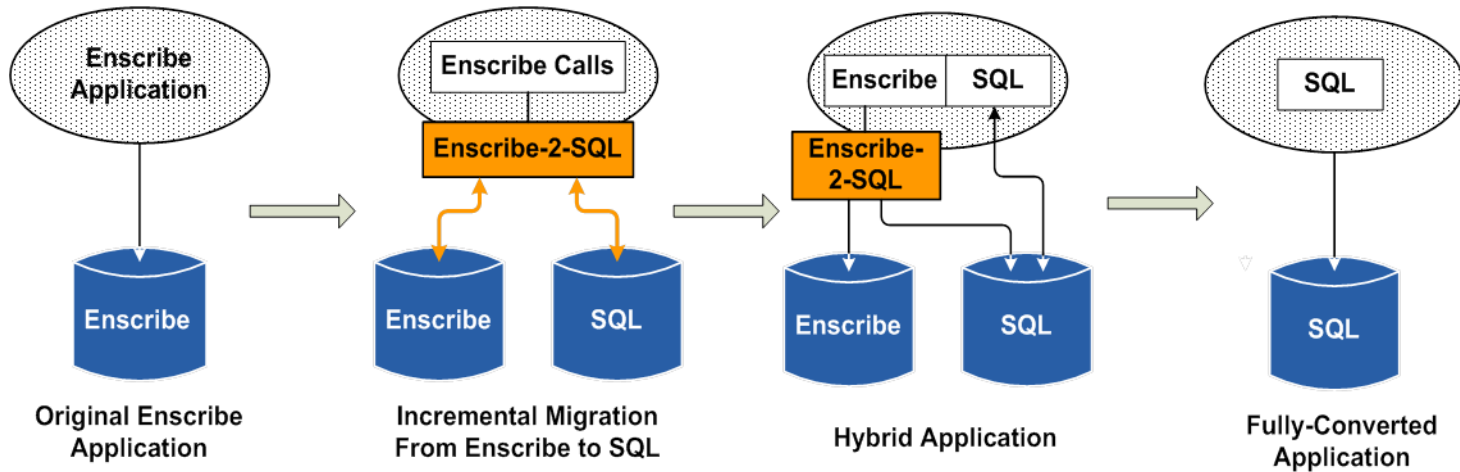 Enscribe
Application
Enscribe
Original Enscribe
Application
Enscribe Calls
Enscribe-2-SQL
Enscribe
SQL
Incremental Migration
From Enscribe to SQL
Enscribe
SQL
Enscribe-
2-SQL
Enscribe
SQL
Hybrid Application
SQL
SQL
Fully-Converted
Application